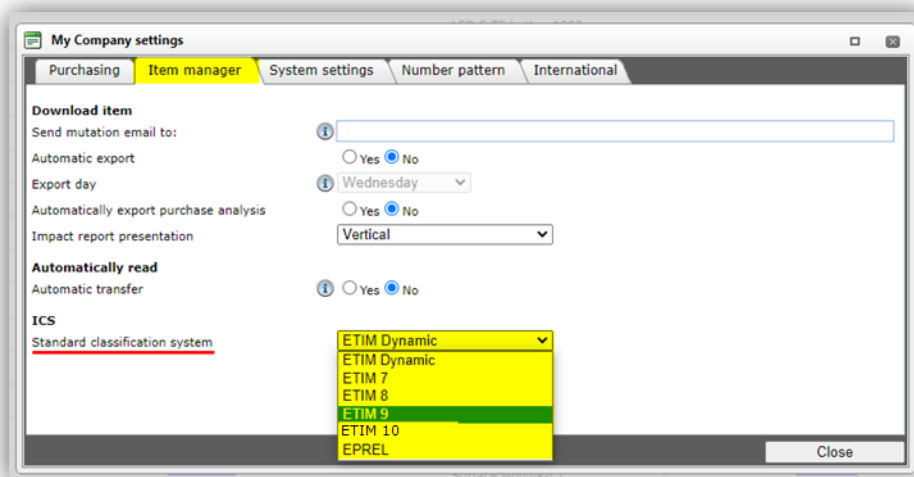 My Company settings
Purchasing Item manager System settings Number pattern International
Download item
Send mutation email to:
Automatic export Yes No
Export day Wednesday
Automatically export purchase analysis Yes No
Impact report presentation Vertical
Automatically read
Automatic transfer Yes No
ICS
Standard classification system ETIM Dynamic
ETIM Dynamic
ETIM 7
ETIM 8
ETIM 9
ETIM 10
EPREL
Close